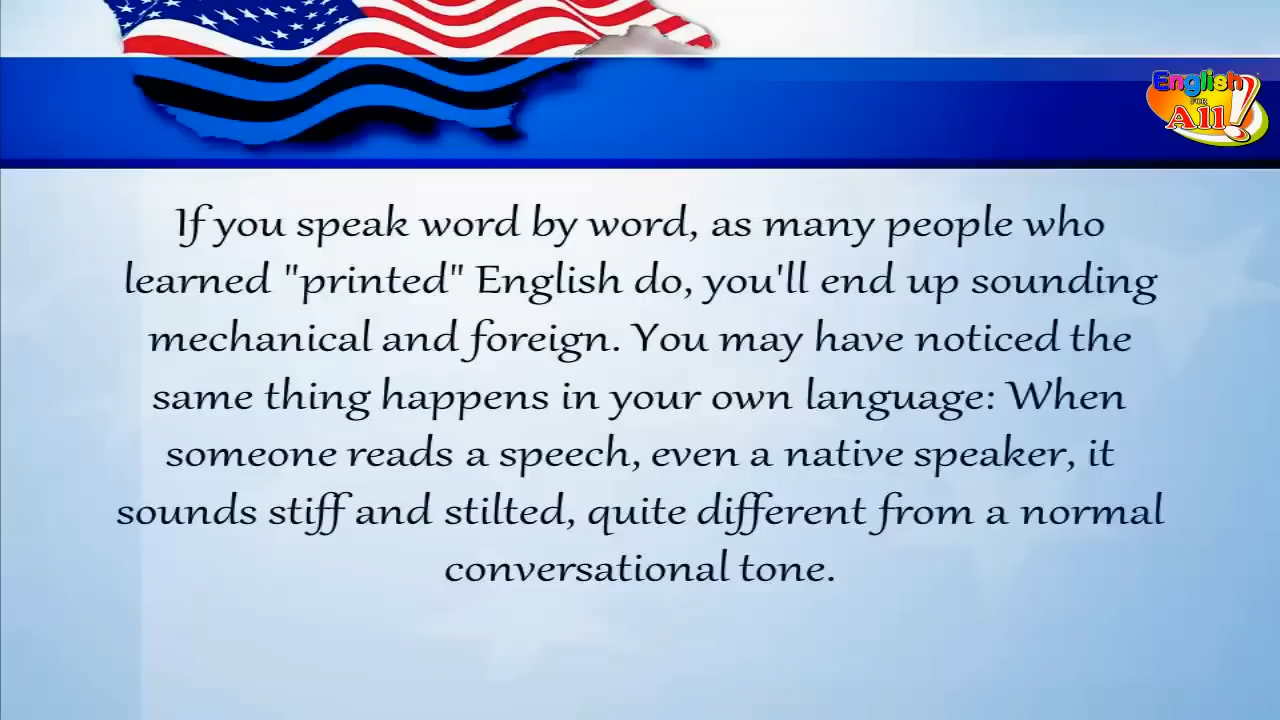 English
FOR
All!
If you speak word by word, as many people who
learned "printed" English do, you'll end up sounding
mechanical and foreign. You may have noticed the
same thing happens in your own language: When
someone reads a speech, even a native speaker, it
sounds stiff and stilted, quite different from a normal
conversational tone.